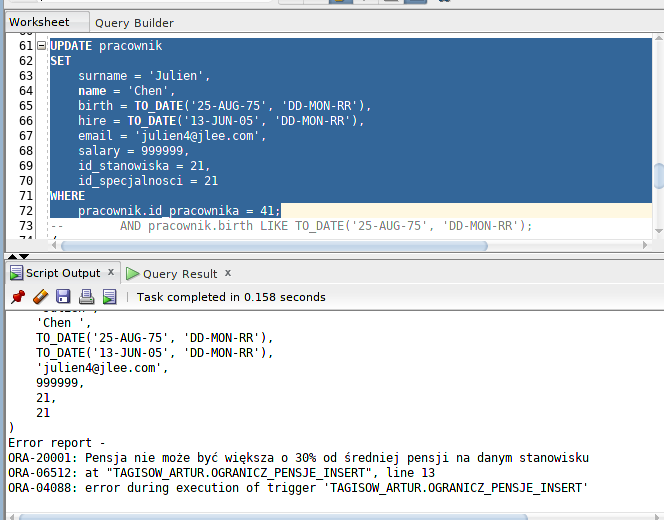 Worksheet Query Builder
61 UPDATE pracownik
62 SET
63 surname = 'Julien',
64 name = 'Chen',
65 birth = TO_DATE('25-AUG-75', 'DD-MON-RR'),
66 hire = TO_DATE('13-JUN-05', 'DD-MON-RR'),
67 email = 'julien4@jlee.com',
68 salary = 999999,
69 id_stanowiska = 21,
70 id_specjalnosci = 21
71 WHERE
72 pracownik.id_pracownika = 41;
73 -- AND pracownik.birth LIKE TO_DATE('25-AUG-75', 'DD-MON-RR');
Script Output x Query Result x
Task completed in 0.158 seconds
'Chen ',
TO_DATE('25-AUG-75', 'DD-MON-RR'),
TO_DATE('13-JUN-05', 'DD-MON-RR'),
'julien4@jlee.com',
999999,
21,
21
)
Error report -
ORA-20001: Pensja nie może być większa o 30% od średniej pensji na danym stanowisku
ORA-06512: at "TAGISOW_ARTUR.OGRANICZ_PENSJE_INSERT", line 13
ORA-04088: error during execution of trigger 'TAGISOW_ARTUR.OGRANICZ_PENSJE_INSERT'